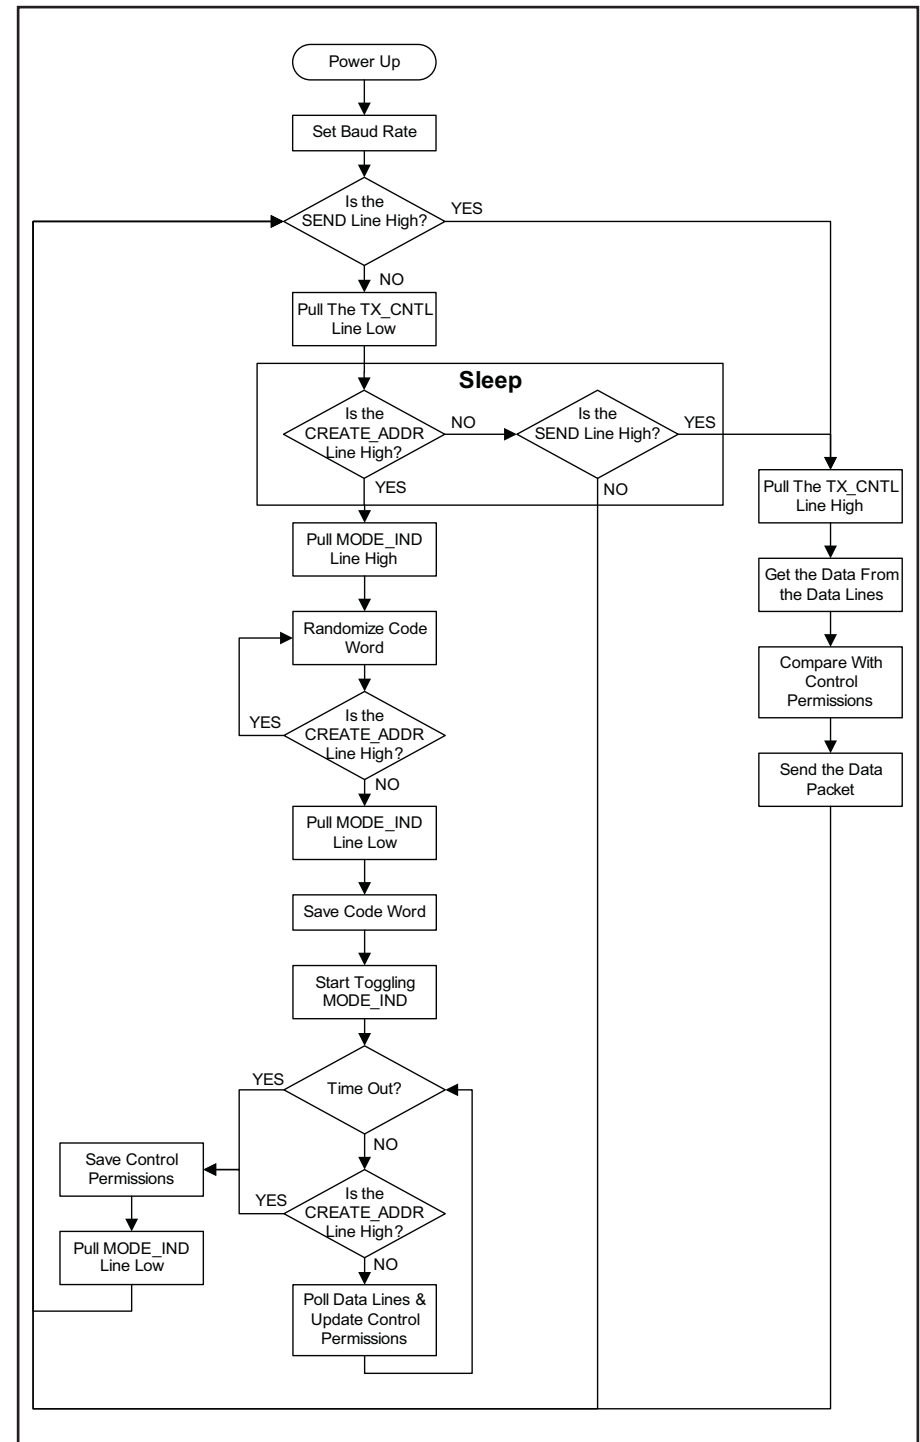 Power Up
Set Baud Rate
Is the
SEND Line High?
YES
NO
Pull The TX_CNTL
Line Low
Sleep
Is the
CREATE_ADDR
Line High?
NO
Is the
SEND Line High?
YES
YES
NO
Pull The TX_CNTL
Line High
Pull MODE_IND
Line High
Get the Data From
the Data Lines
Randomize Code
Word
Compare With
Control
Permissions
YES
Is the
CREATE_ADDR
Line High?
NO
Send the Data
Packet
Pull MODE_IND
Line Low
Save Code Word
Start Toggling
MODE_IND
YES
Time Out?
NO
Save Control
Permissions
YES
Is the
CREATE_ADDR
Line High?
NO
Pull MODE_IND
Line Low
Poll Data Lines &
Update Control
Permissions